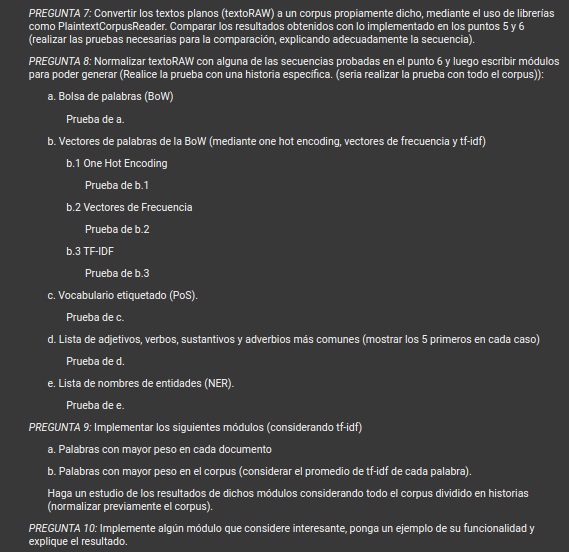 PREGUNTA 7: Convertir los textos planos (textoRAW) a un corpus propiamente dicho, mediante el uso de librerías
como PlaintextCorpusReader. Comparar los resultados obtenidos con lo implementado en los puntos 5 y 6
(realizar las pruebas necesarias para la comparación, explicando adecuadamente la secuencia).
PREGUNTA 8: Normalizar textoRAW con alguna de las secuencias probadas en el punto 6 y luego escribir módulos
para poder generar (Realice la prueba con una historia específica. (seria realizar la prueba con todo el corpus)):
a. Bolsa de palabras (BoW)
Prueba de a.
b. Vectores de palabras de la BoW (mediante one hot encoding, vectores de frecuencia y tf-idf)
b.1 One Hot Encoding
Prueba de b.1
b.2 Vectores de Frecuencia
Prueba de b.2
b.3 TF-IDF
Prueba de b.3
c. Vocabulario etiquetado (PoS).
Prueba de c.
d. Lista de adjetivos, verbos, sustantivos y adverbios más comunes (mostrar los 5 primeros en cada caso)
Prueba de d.
e. Lista de nombres de entidades (NER).
Prueba de e.
PREGUNTA 9: Implementar los siguientes módulos (considerando tf-idf)
a. Palabras con mayor peso en cada documento
b. Palabras con mayor peso en el corpus (considerar el promedio de tf-idf de cada palabra).
Haga un estudio de los resultados de dichos módulos considerando todo el corpus dividido en historias
(normalizar previamente el corpus).
PREGUNTA 10: Implemente algún módulo que considere interesante, ponga un ejemplo de su funcionalidad y
explique el resultado.